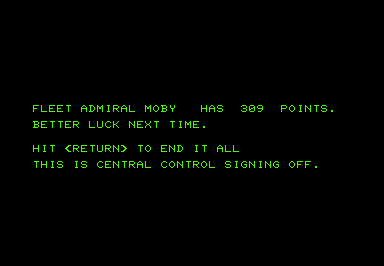 FLEET ADMIRAL MOBY   HAS  309  POINTS.
BETTER LUCK NEXT TIME.
HIT <RETURN> TO END IT ALL
THIS IS CENTRAL CONTROL SIGNING OFF.